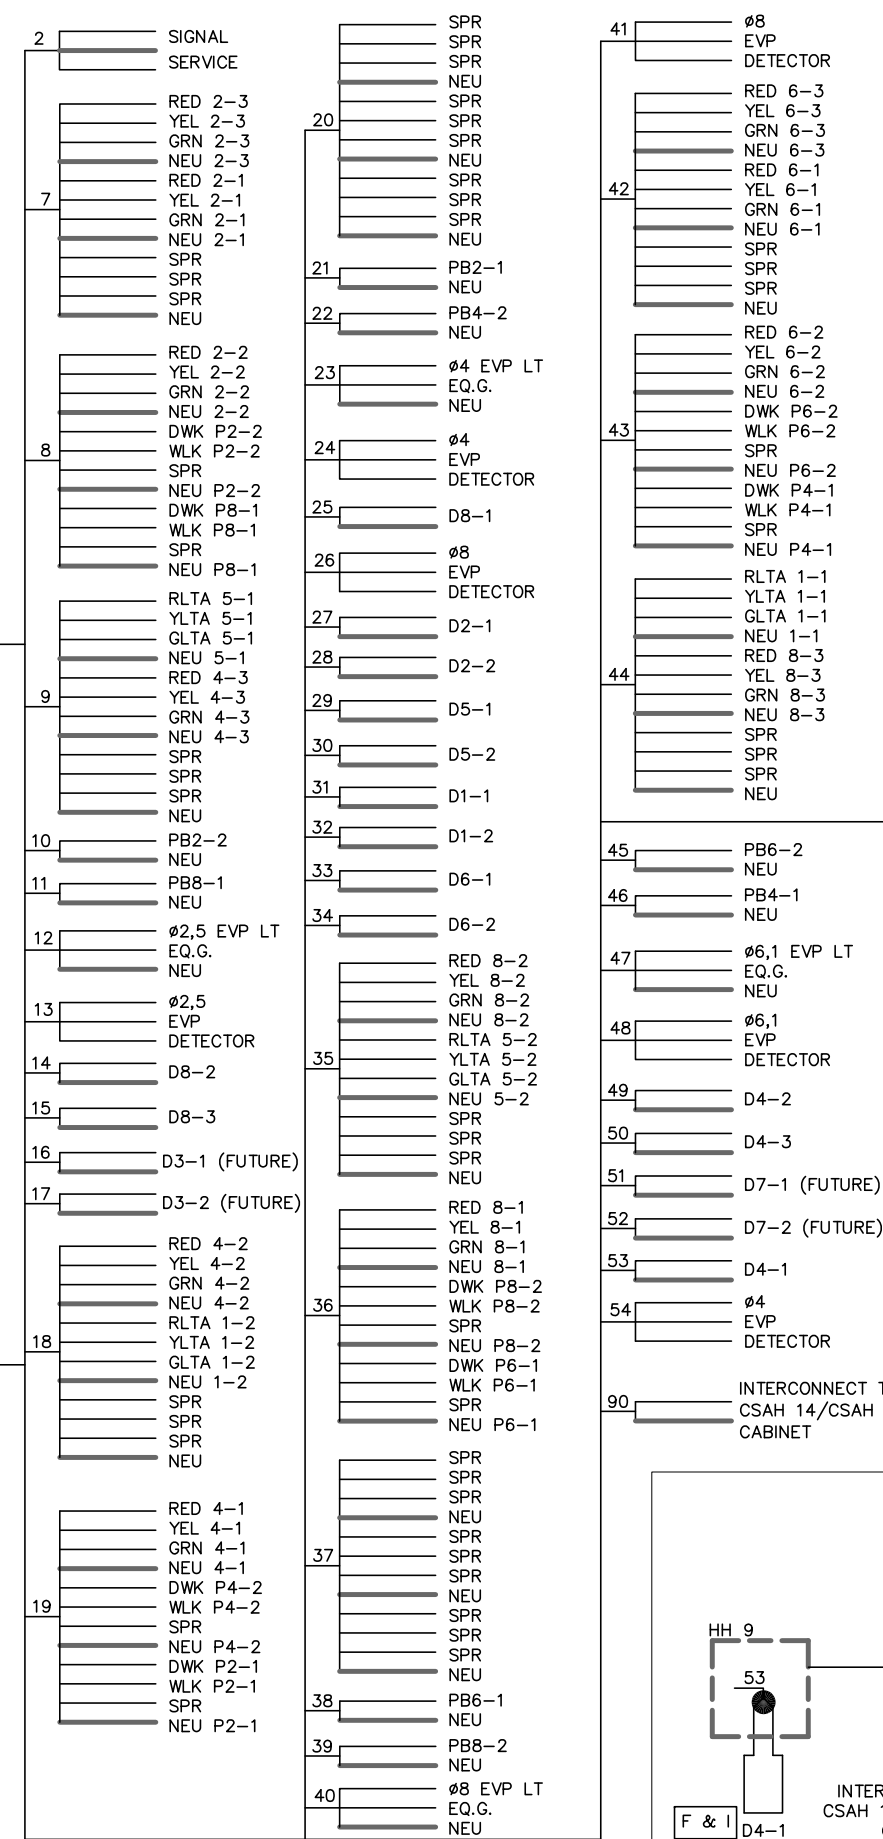 2
SIGNAL
SERVICE
7
RED 2-3
YEL 2-3
GRN 2-3
NEU 2-3
RED 2-1
YEL 2-1
GRN 2-1
NEU 2-1
SPR
SPR
SPR
NEU
8
RED 2-2
YEL 2-2
GRN 2-2
NEU 2-2
DWK P2-2
WLK P2-2
SPR
NEU P2-2
DWK P8-1
WLK P8-1
SPR
NEU P8-1
9
RLTA 5-1
YLTA 5-1
GLTA 5-1
NEU 5-1
RED 4-3
YEL 4-3
GRN 4-3
NEU 4-3
SPR
SPR
SPR
NEU
10
PB2-2
NEU
11
PB8-1
NEU
12
ø2,5 EVP LT
EQ.G.
NEU
13
ø2,5
EVP
DETECTOR
14
D8-2
15
D8-3
16
D3-1 (FUTURE)
17
D3-2 (FUTURE)
18
RED 4-2
YEL 4-2
GRN 4-2
NEU 4-2
RLTA 1-2
YLTA 1-2
GLTA 1-2
NEU 1-2
SPR
SPR
SPR
NEU
19
RED 4-1
YEL 4-1
GRN 4-1
NEU 4-1
DWK P4-2
WLK P4-2
SPR
NEU P4-2
DWK P2-1
WLK P2-1
SPR
NEU P2-1
20
SPR
SPR
SPR
NEU
SPR
SPR
SPR
NEU
SPR
SPR
SPR
NEU
21
PB2-1
NEU
22
PB4-2
NEU
23
ø4 EVP LT
EQ.G.
NEU
24
ø4
EVP
DETECTOR
25
D8-1
26
ø8
EVP
DETECTOR
27
D2-1
28
D2-2
29
D5-1
30
D5-2
31
D1-1
32
D1-2
33
D6-1
34
D6-2
35
RED 8-2
YEL 8-2
GRN 8-2
NEU 8-2
RLTA 5-2
YLTA 5-2
GLTA 5-2
NEU 5-2
SPR
SPR
SPR
NEU
36
RED 8-1
YEL 8-1
GRN 8-1
NEU 8-1
DWK P8-2
WLK P8-2
SPR
NEU P8-2
DWK P6-1
WLK P6-1
SPR
NEU P6-1
37
SPR
SPR
SPR
NEU
SPR
SPR
SPR
NEU
SPR
SPR
SPR
NEU
38
PB6-1
NEU
39
PB8-2
NEU
40
ø8 EVP LT
EQ.G.
NEU
41
ø8
EVP
DETECTOR
42
RED 6-3
YEL 6-3
GRN 6-3
NEU 6-3
RED 6-1
YEL 6-1
GRN 6-1
NEU 6-1
SPR
SPR
SPR
NEU
43
RED 6-2
YEL 6-2
GRN 6-2
NEU 6-2
DWK P6-2
WLK P6-2
SPR
NEU P6-2
DWK P4-1
WLK P4-1
SPR
NEU P4-1
44
RLTA 1-1
YLTA 1-1
GLTA 1-1
NEU 1-1
RED 8-3
YEL 8-3
GRN 8-3
NEU 8-3
SPR
SPR
SPR
NEU
45
PB6-2
NEU
46
PB4-1
NEU
47
ø6,1 EVP LT
EQ.G.
NEU
48
ø6,1
EVP
DETECTOR
49
D4-2
50
D4-3
51
D7-1 (FUTURE)
52
D7-2 (FUTURE)
53
D4-1
54
ø4
EVP
DETECTOR
90
INTERCONNECT
CSAH 14/CSAH
CABINET
HH 9
53
F & I
D4-1
CSAH